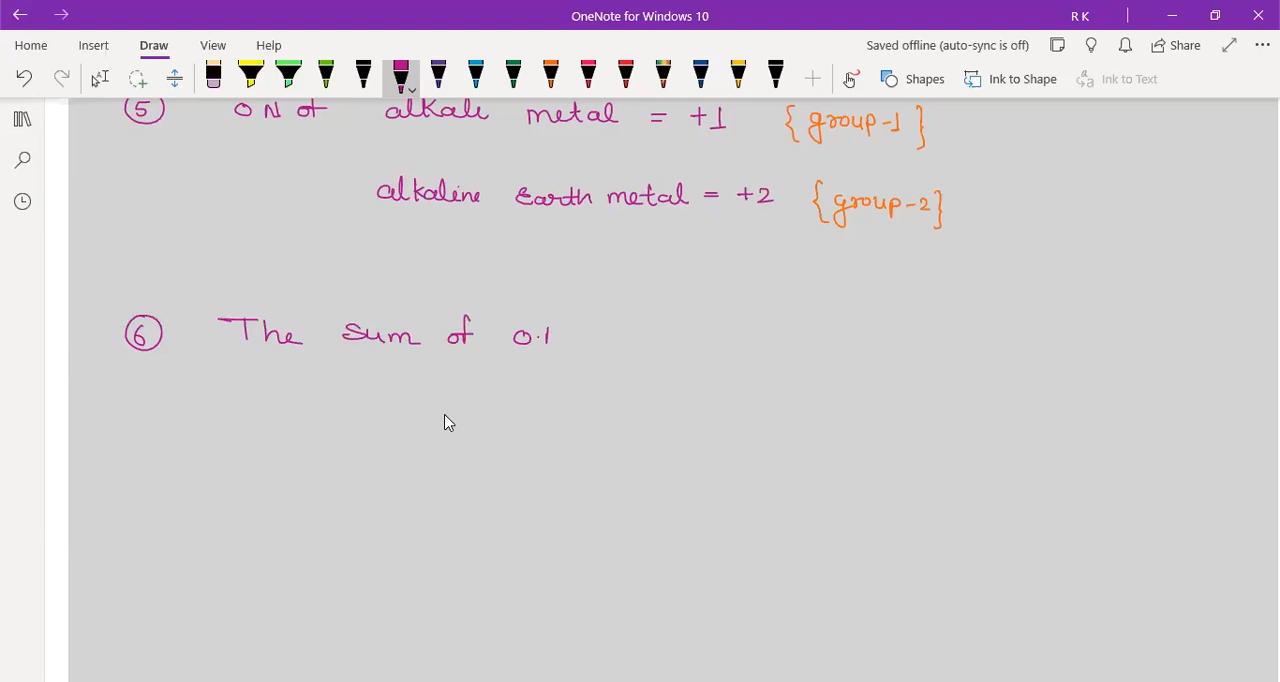 OneNote for Windows 10
R K
Home Insert Draw View Help
Saved offline (auto-sync is off) Share
Shapes Ink to Shape Ink to Text
5 ON of alkali metal = +1 {group-1}
alkaline Earth metal = +2 {group-2}
6 The sum of 0.1